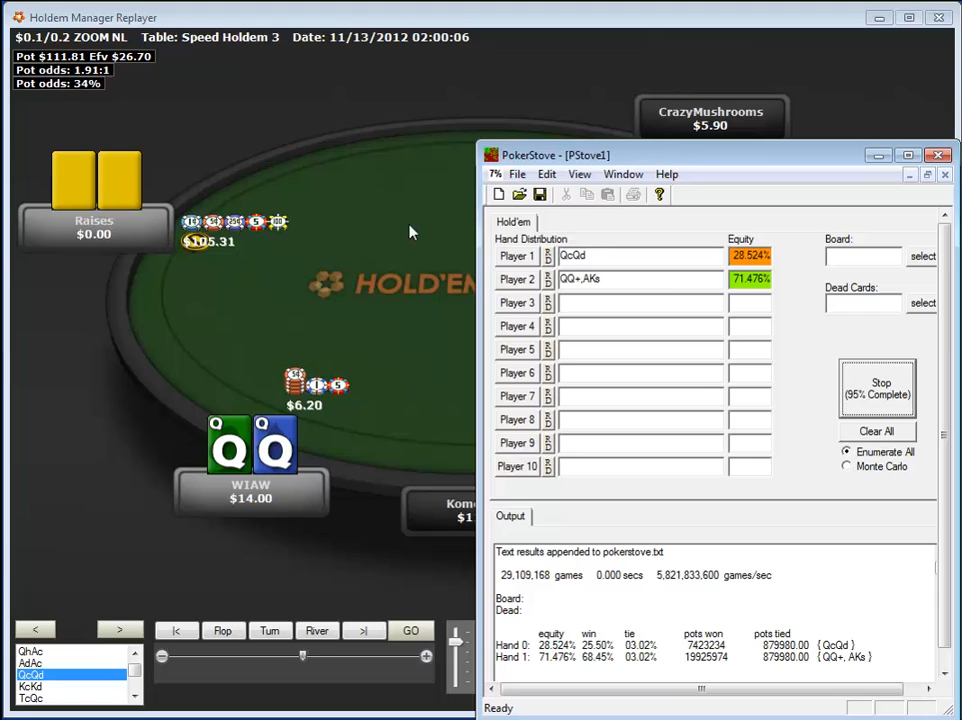 Holdem Manager Replayer
$0.1/0.2 ZOOM NL Table: Speed Holdem 3 Date: 11/13/2012 02:00:06
Pot $111.81 Efv $26.70
Pot odds: 1.91:1
Pot odds: 34%
CrazyMushrooms
$5.90
Raises
$0.00
$105.31
HOLD'EM
$6.20
Q Q
Q Q
WIAW
$14.00
Kom
$1
< > |< Flop Turn River >| GO
QhAc
AdAc
QcQd
KcKd
TcQc
PokerStove - [PStove1]
File Edit View Window Help
Hold'em
Hand Distribution Equity Board:
Player 1 QcQd 28.524% select
Player 2 QQ+,AKs 71.476%
Dead Cards:
Player 3 select
Player 4
Player 5
Player 6
Player 7
Player 8
Player 9
Player 10
Stop
(95% Complete)
Clear All
Enumerate All
Monte Carlo
Output
Text results appended to pokerstove.txt
29,109,168 games 0.000 secs 5,821,833,600 games/sec
Board:
Dead:
equity win tie pots won pots tied
Hand 0: 28.524% 25.50% 03.02% 7423234 879980.00 { QcQd }
Hand 1: 71.476% 68.45% 03.02% 19925974 879980.00 { QQ+, AKs }
Ready